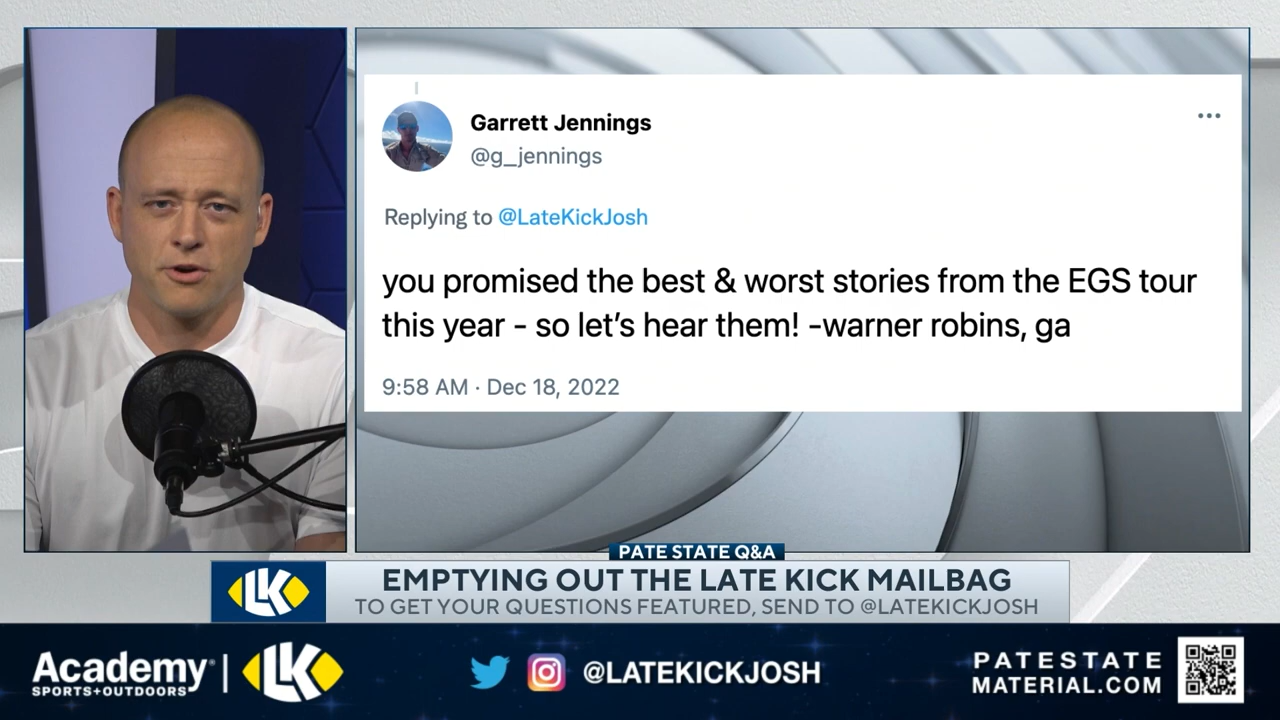 Garrett Jennings
@g_jennings
Replying to @LateKickJosh
you promised the best & worst stories from the EGS tour
this year - so let's hear them! -warner robins, ga
9:58 AM · Dec 18, 2022
PATE STATE Q&A
LK
EMPTYING OUT THE LATE KICK MAILBAG
TO GET YOUR QUESTIONS FEATURED, SEND TO @LATEKICKJOSH
Academy
SPORTS+OUTDOORS
LK
@LATEKICKJOSH
PATESTATE
MATERIAL.COM